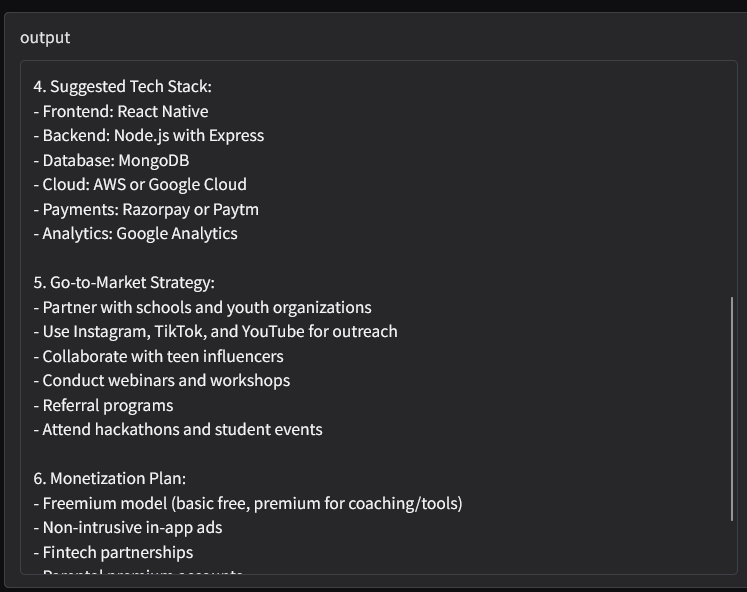 output
4. Suggested Tech Stack:
- Frontend: React Native
- Backend: Node.js with Express
- Database: MongoDB
- Cloud: AWS or Google Cloud
- Payments: Razorpay or Paytm
- Analytics: Google Analytics
5. Go-to-Market Strategy:
- Partner with schools and youth organizations
- Use Instagram, TikTok, and YouTube for outreach
- Collaborate with teen influencers
- Conduct webinars and workshops
- Referral programs
- Attend hackathons and student events
6. Monetization Plan:
- Freemium model (basic free, premium for coaching/tools)
- Non-intrusive in-app ads
- Fintech partnerships
- Parental premium accounts